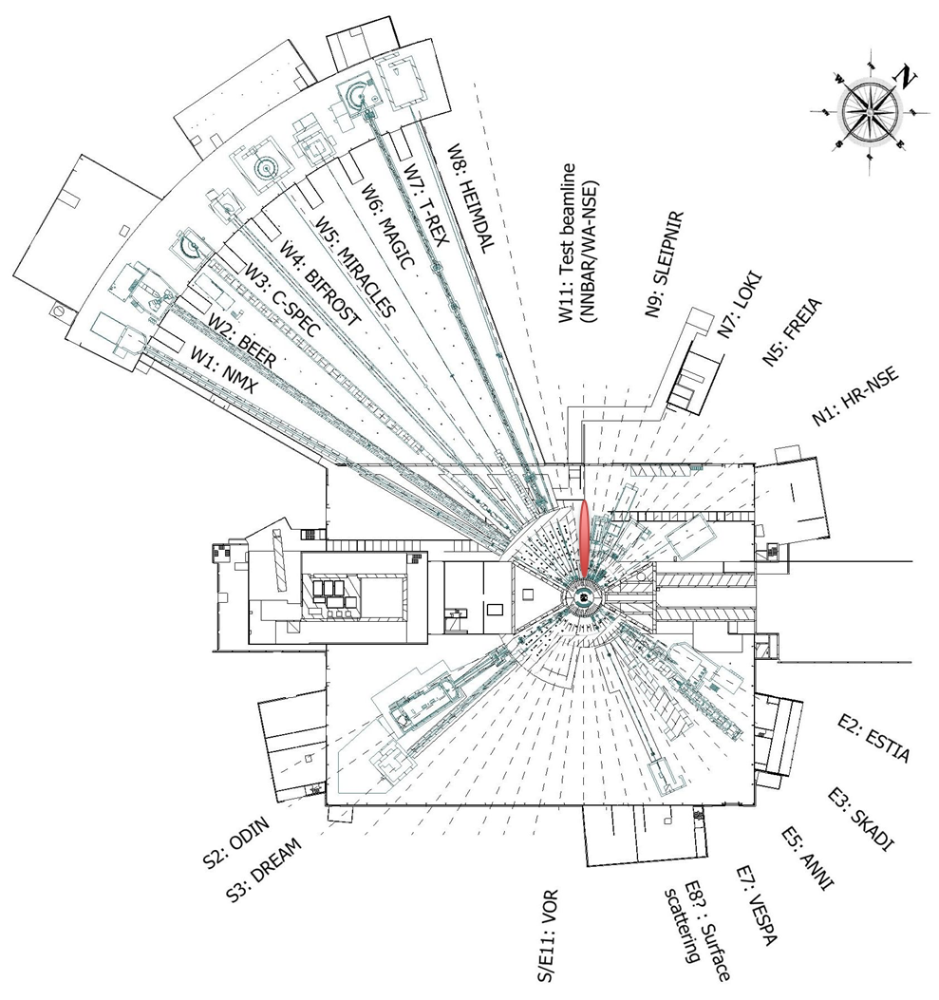 N
W
E
S
W8: HEIMDAL
W7: T-REX
W6: MAGIC
W5: MIRACLES
W4: BIFROST
W3: C-SPEC
W2: BEER
W1: NMX
W11: Test beamline
(NNBAR/WA-NSE)
N9: SLEIPNIR
N7: LOKI
N5: FREIA
N1: HR-NSE
E2: ESTIA
E3: SKADI
E5: ANNI
E7: VESPA
E8? : Surface
scattering
S/E11: VOR
S2: ODIN
S3: DREAM